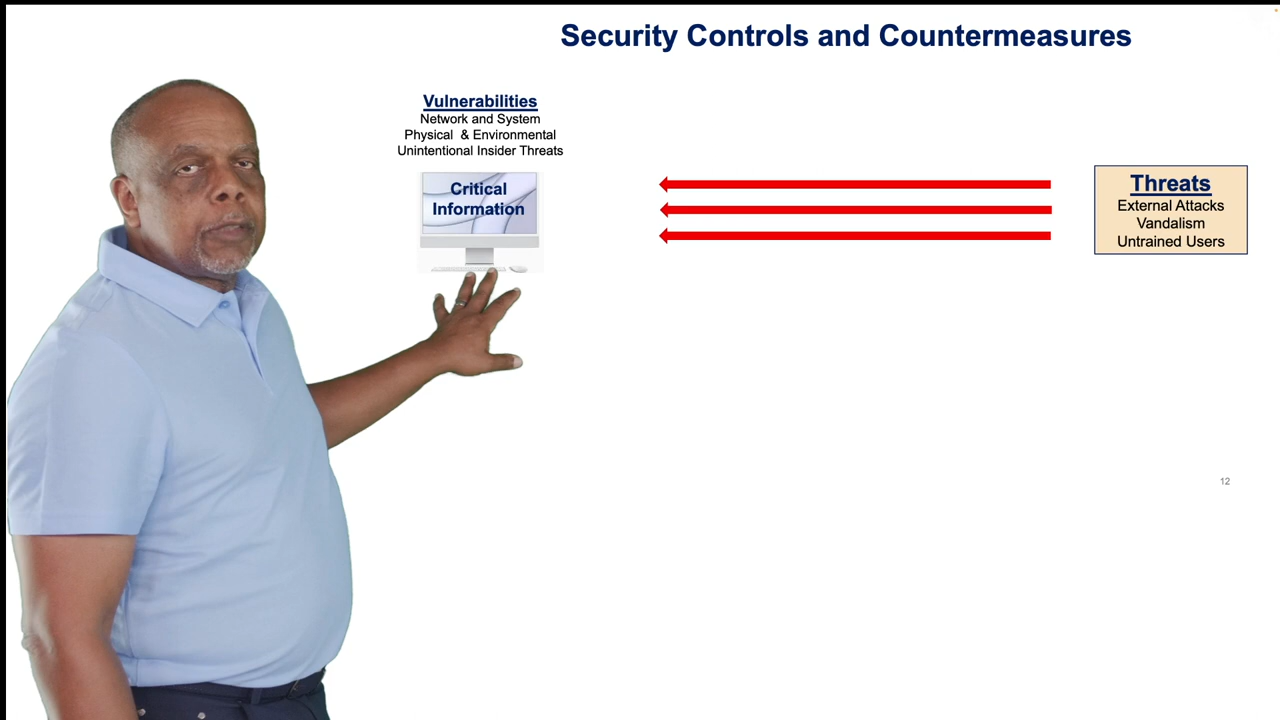 Security Controls and Countermeasures
Vulnerabilities
Network and System
Physical & Environmental
Unintentional Insider Threats
Critical
Information
Threats
External Attacks
Vandalism
Untrained Users
12